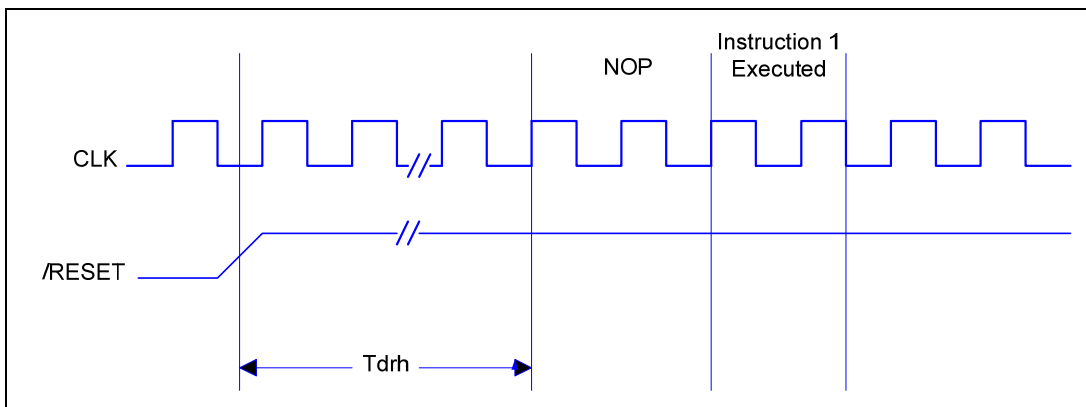 Instruction 1
Executed
NOP
CLK
/RESET
Tdrh